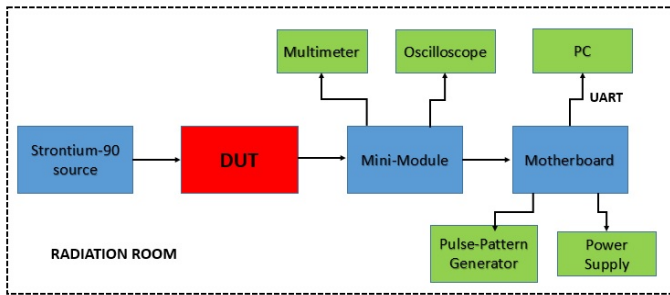 Multimeter
Oscilloscope
PC
UART
Strontium-90
source
DUT
Mini-Module
Motherboard
RADIATION ROOM
Pulse-Pattern
Generator
Power
Supply